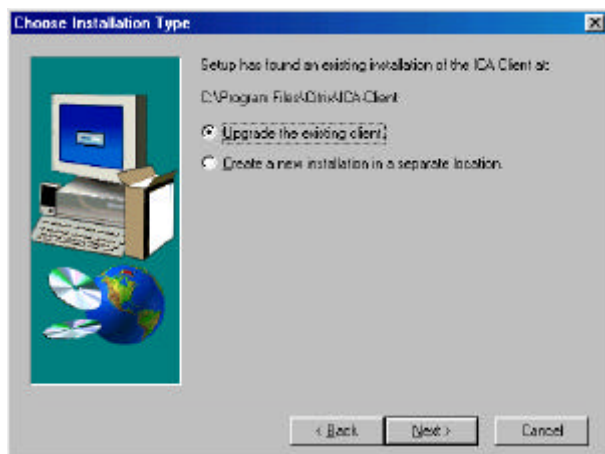 Choose Installation Type
Setup has found an existing installation of the ICA Client at:
C:\Program Files\Citrix\ICA Client
Upgrade the existing client.
Create a new installation in a separate location.
< Back
Next >
Cancel